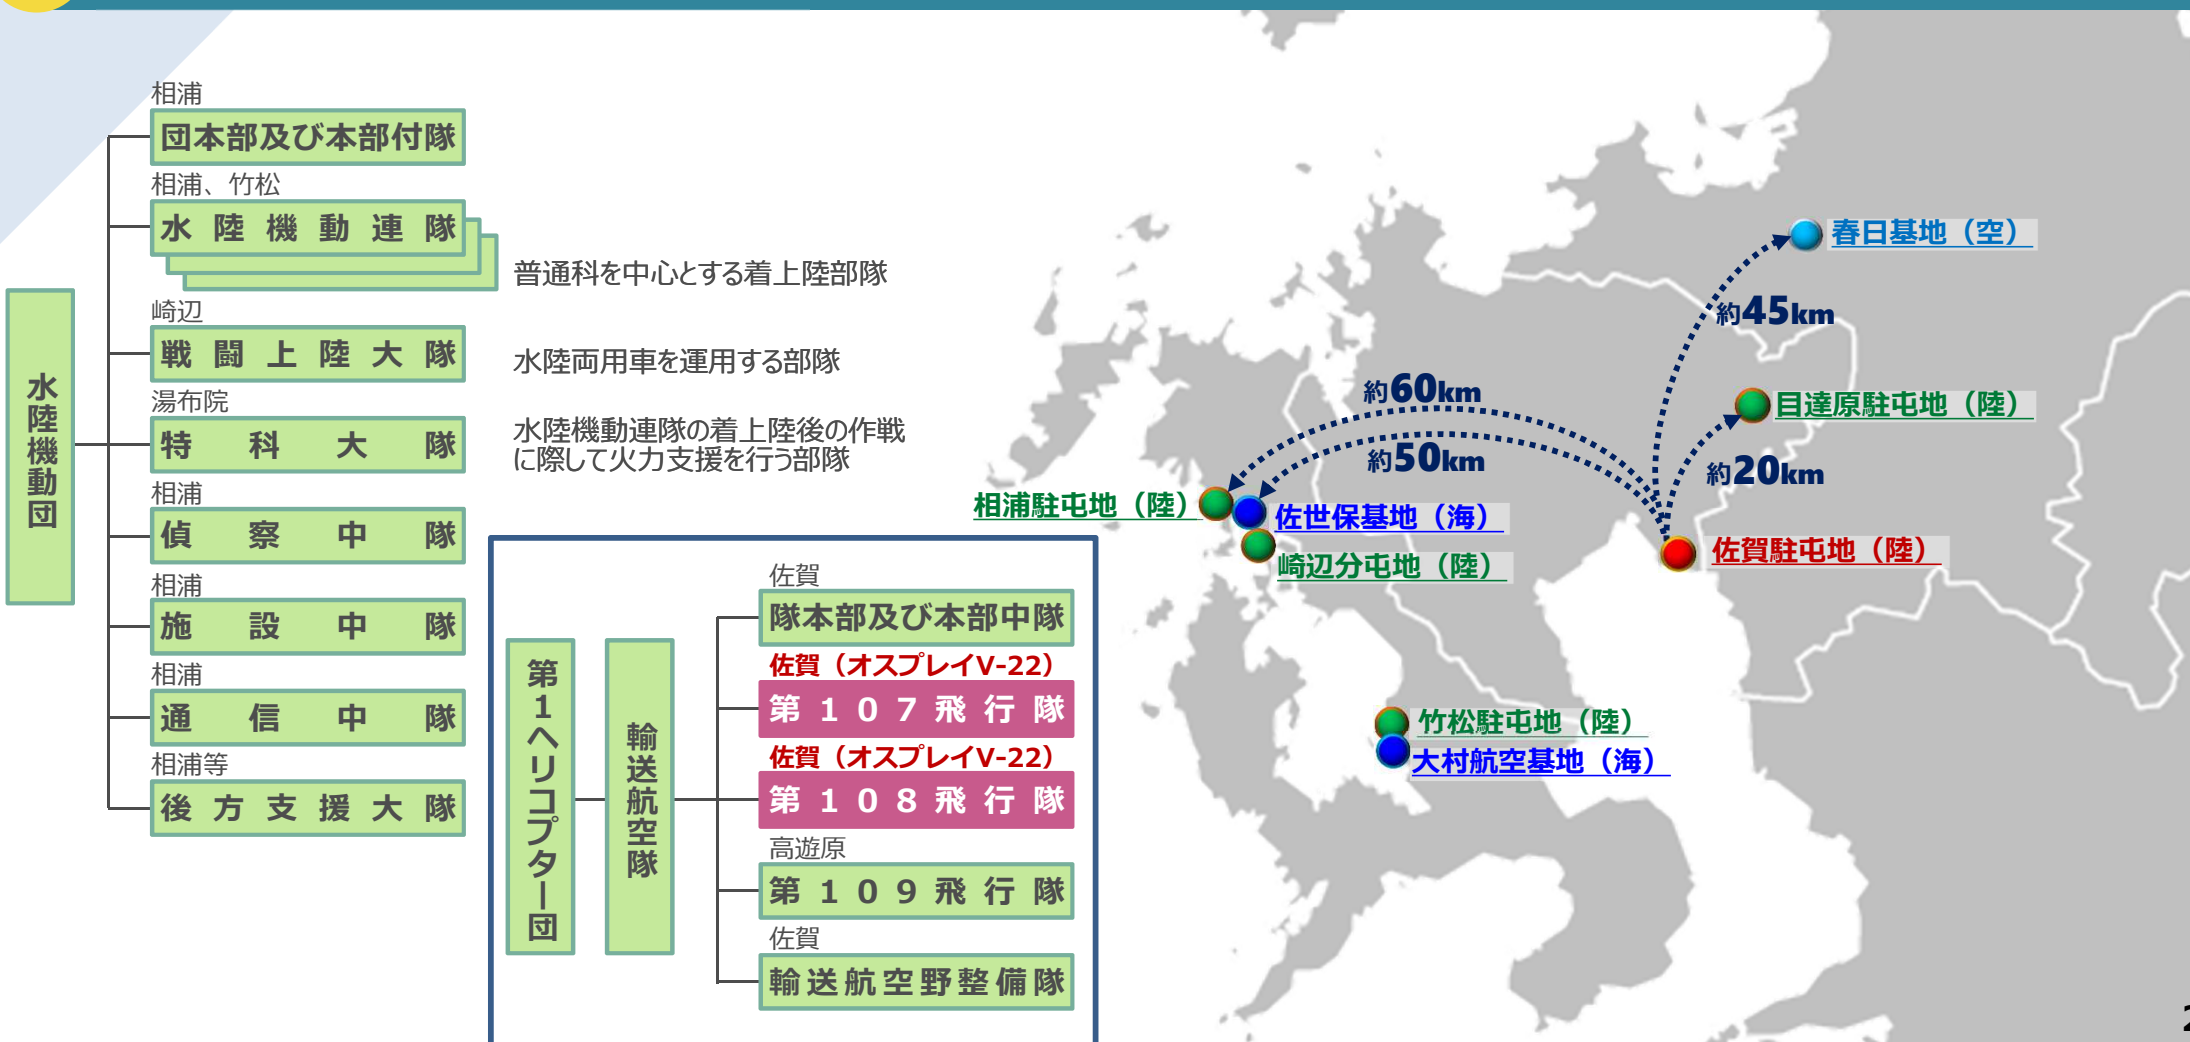 相浦
団本部及び本部付隊
相浦、竹松
水陸機動連隊
普通科を中心とする着上陸部隊
崎辺
戦闘上陸大隊
水陸両用車を運用する部隊
湯布院
特科大隊
水陸機動連隊の着上陸後の作戦
に際して火力支援を行う部隊
相浦
偵察中隊
相浦
施設中隊
相浦
通信中隊
相浦等
後方支援大隊
水陸機動団
第1ヘリコプター団
輸送航空隊
佐賀
隊本部及び本部中隊
佐賀（オスプレイV-22）
第107飛行隊
佐賀（オスプレイV-22）
第108飛行隊
高遊原
第109飛行隊
佐賀
輸送航空野整備隊
春日基地（空）
約45km
約60km
目達原駐屯地（陸）
約50km
約20km
相浦駐屯地（陸）
佐世保基地（海）
佐賀駐屯地（陸）
崎辺分屯地（陸）
竹松駐屯地（陸）
大村航空基地（海）